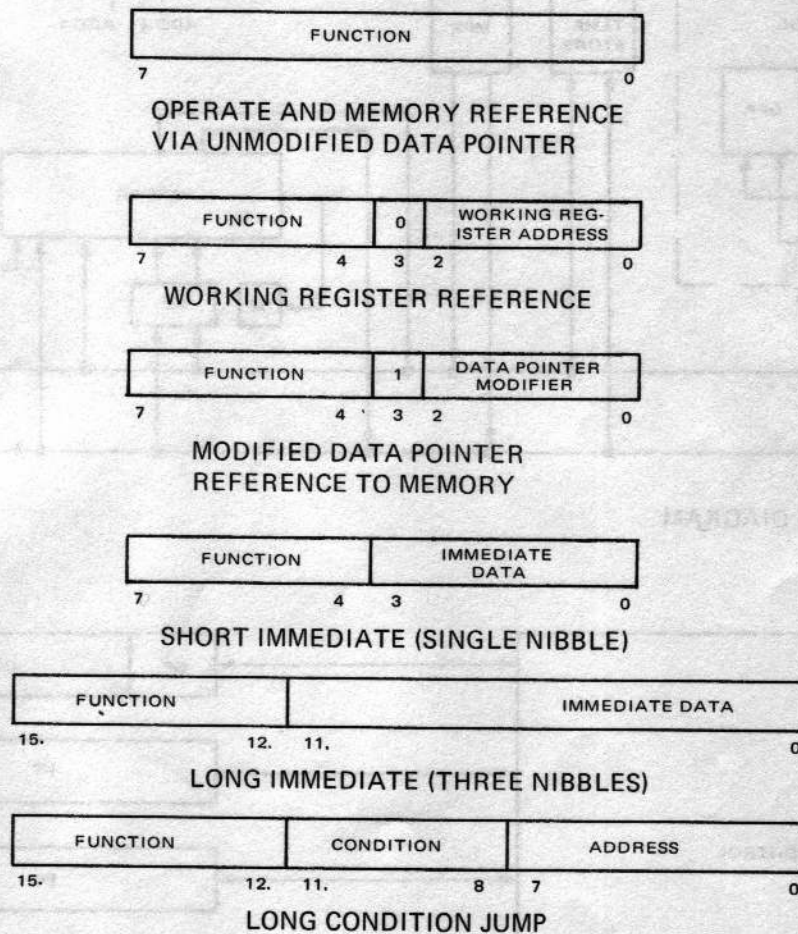 FUNCTION
7 0
OPERATE AND MEMORY REFERENCE
VIA UNMODIFIED DATA POINTER
FUNCTION 0 WORKING REG-
ISTER ADDRESS
7 4 3 2 0
WORKING REGISTER REFERENCE
FUNCTION 1 DATA POINTER
MODIFIER
7 4 3 2 0
MODIFIED DATA POINTER
REFERENCE TO MEMORY
FUNCTION IMMEDIATE
DATA
7 4 3 0
SHORT IMMEDIATE (SINGLE NIBBLE)
FUNCTION IMMEDIATE DATA
15. 12. 11. 0
LONG IMMEDIATE (THREE NIBBLES)
FUNCTION CONDITION ADDRESS
15. 12. 11. 8 7 0
LONG CONDITION JUMP